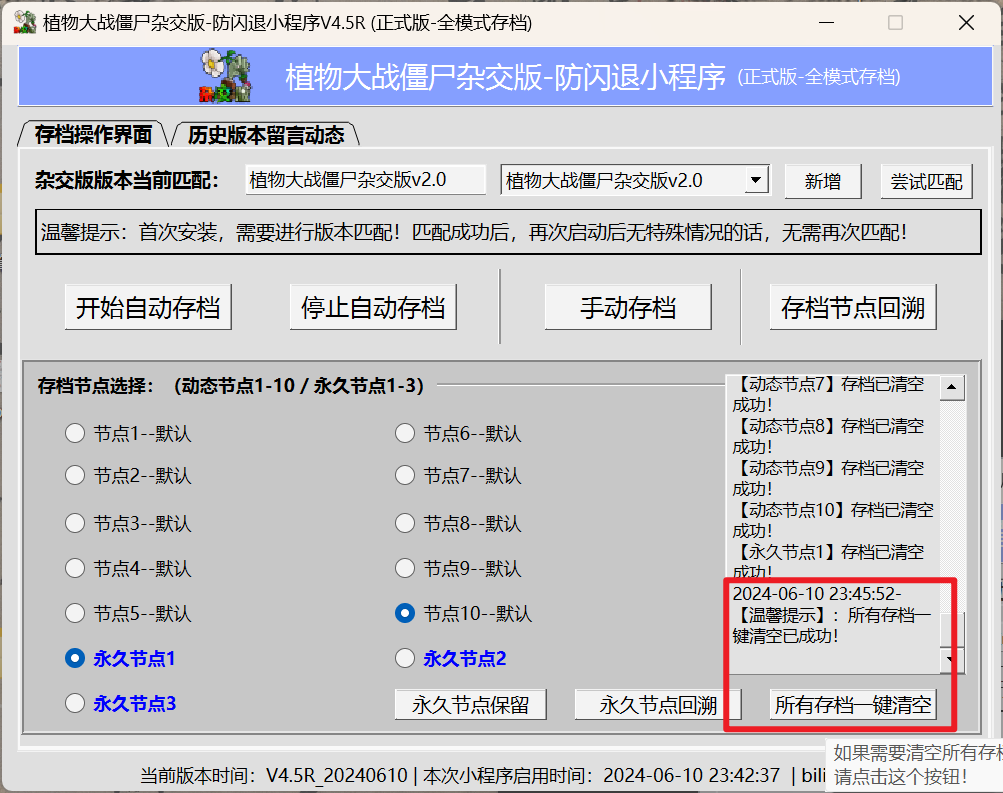 植物大战僵尸杂交版-防闪退小程序V4.5R (正式版-全模式存档)
植物大战僵尸杂交版-防闪退小程序 (正式版-全模式存档)
存档操作界面 历史版本留言动态
杂交版版本当前匹配： 植物大战僵尸杂交版v2.0 植物大战僵尸杂交版v2.0 新增 尝试匹配
温馨提示：首次安装，需要进行版本匹配！匹配成功后，再次启动后无特殊情况的话，无需再次匹配！
开始自动存档 停止自动存档 手动存档 存档节点回溯
存档节点选择：（动态节点1-10 / 永久节点1-3）
节点1--默认 节点6--默认
节点2--默认 节点7--默认
节点3--默认 节点8--默认
节点4--默认 节点9--默认
节点5--默认 节点10--默认
永久节点1 永久节点2
永久节点3 永久节点保留 永久节点回溯 所有存档一键清空
【动态节点7】存档已清空
成功！
【动态节点8】存档已清空
成功！
【动态节点9】存档已清空
成功！
【动态节点10】存档已清空
成功！
【永久节点1】存档已清空
成功！
2024-06-10 23:45:52-
【温馨提示】：所有存档一
键清空已成功！
当前版本时间：V4.5R_20240610 | 本次小程序启用时间：2024-06-10 23:42:37 | bili
如果需要清空所有存档
请点击这个按钮！